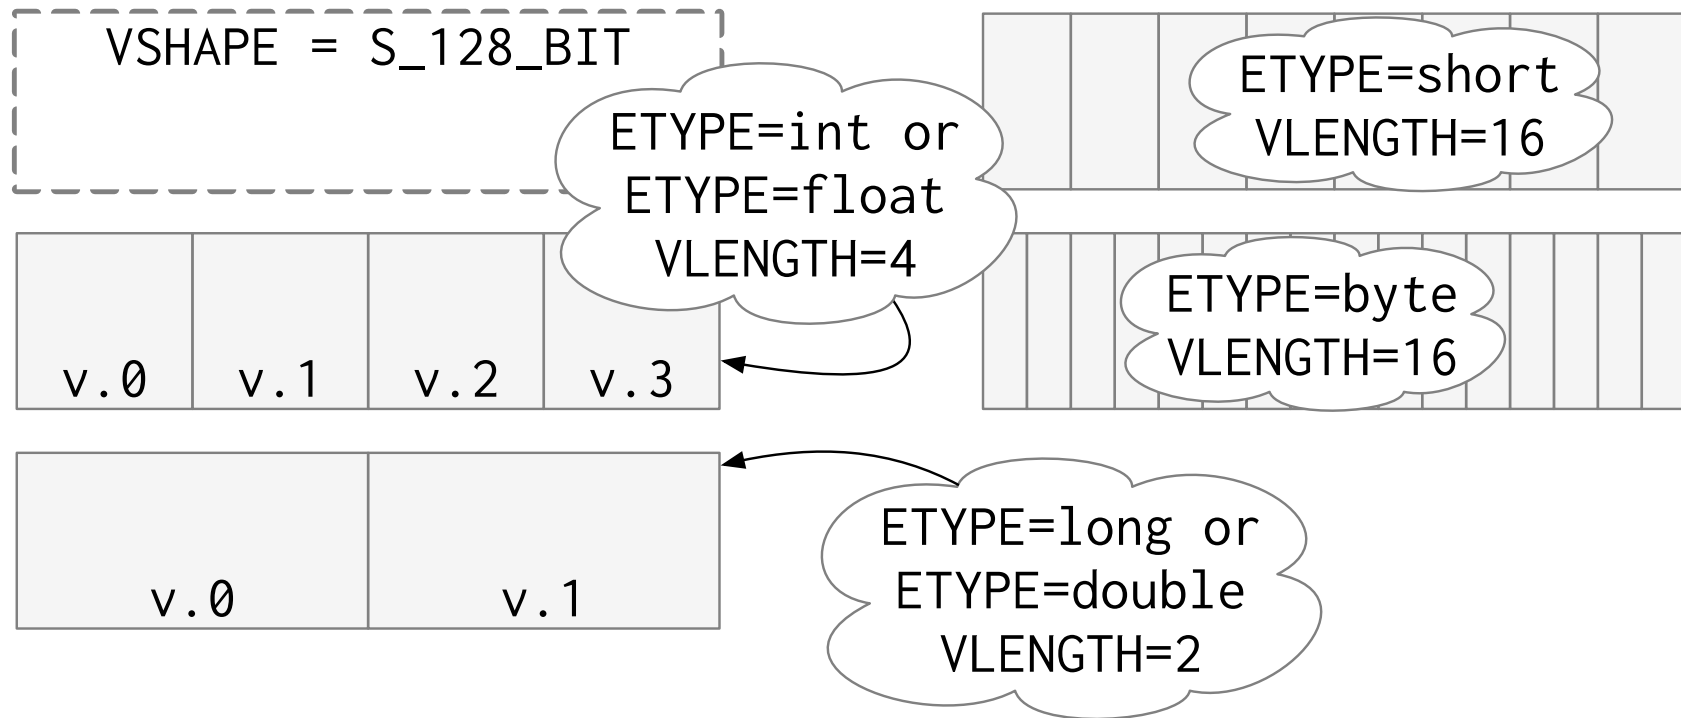 VSHAPE = S_128_BIT
ETYPE=int or
ETYPE=float
VLENGTH=4
v.0 v.1 v.2 v.3
ETYPE=short
VLENGTH=16
ETYPE=byte
VLENGTH=16
v.0 v.1
ETYPE=long or
ETYPE=double
VLENGTH=2